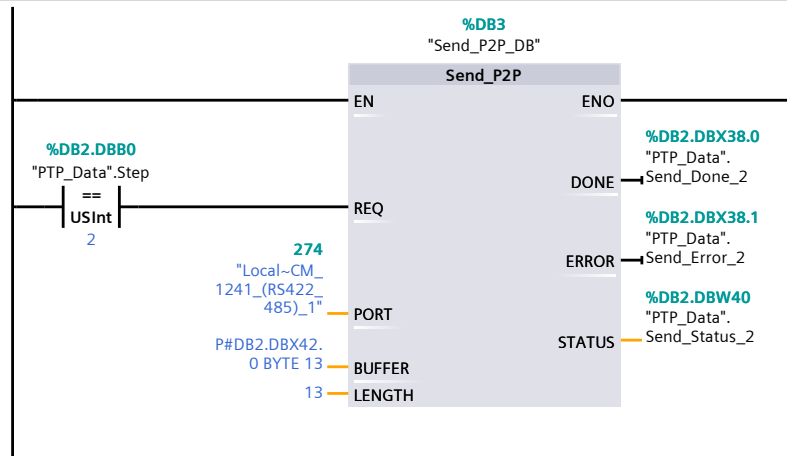 %DB3
"Send_P2P_DB"
Send_P2P
EN
ENO
%DB2.DBB0
"PTP_Data".Step
==
USInt
2
REQ
%DB2.DBX38.0
"PTP_Data".
Send_Done_2
DONE
%DB2.DBX38.1
"PTP_Data".
Send_Error_2
ERROR
274
"Local~CM_
1241_(RS422_
485)_1"
PORT
%DB2.DBW40
"PTP_Data".
Send_Status_2
STATUS
P#DB2.DBX42.
0 BYTE 13
BUFFER
13
LENGTH